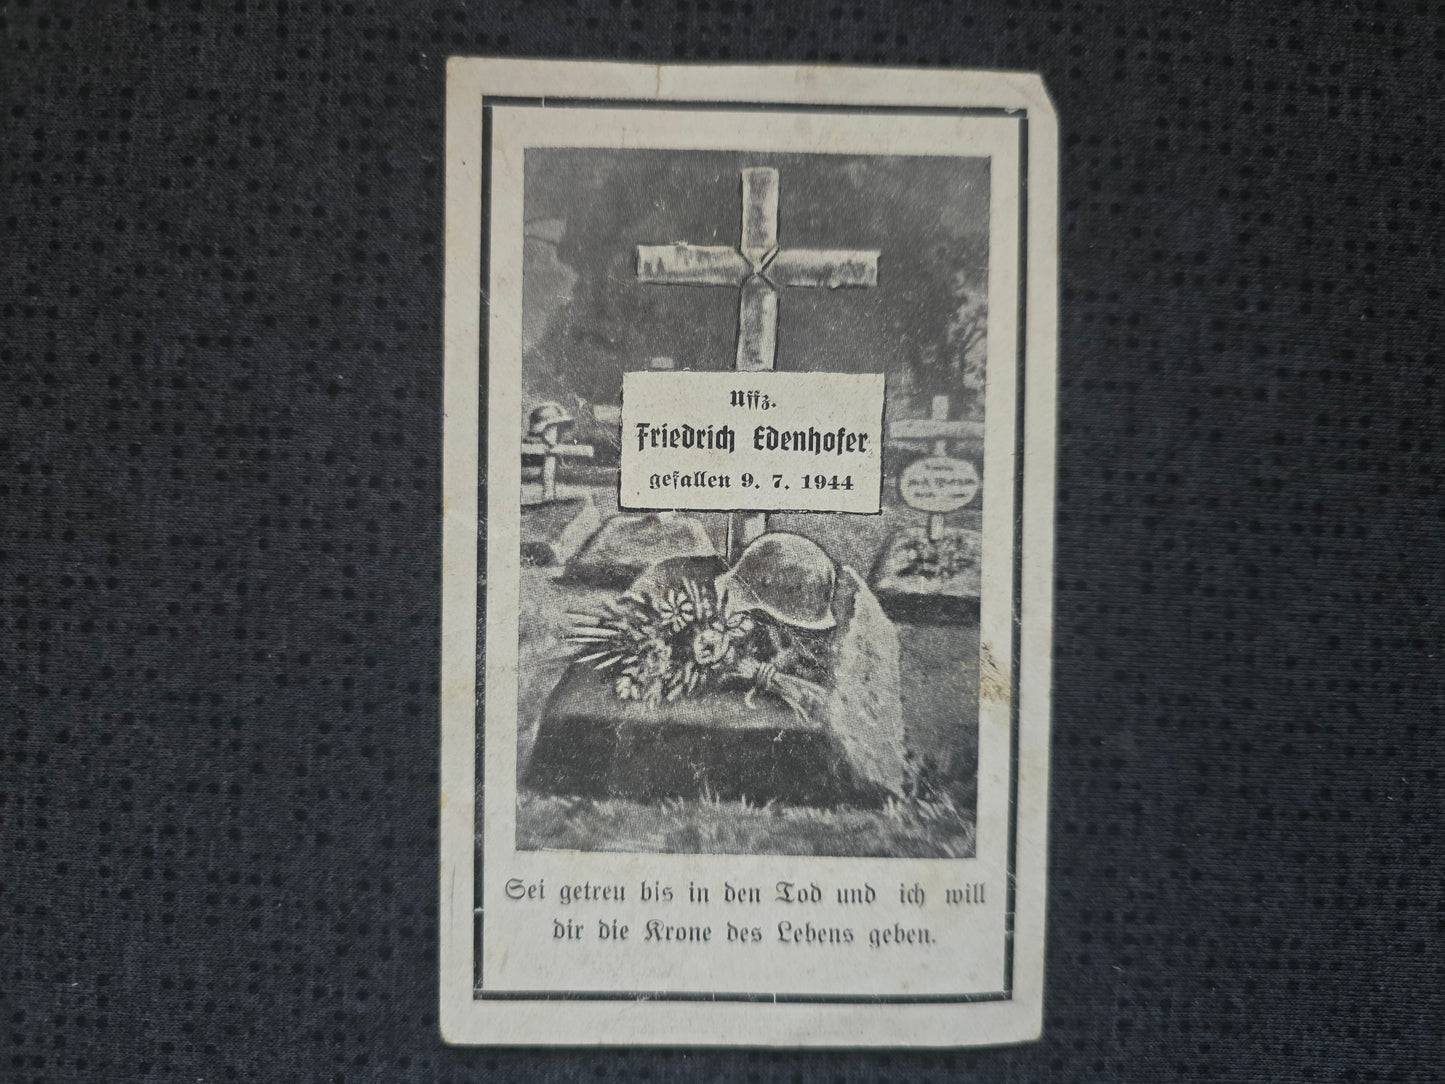 Uffz.
Friedrich Edenhofer
gefallen 9. 7. 1944
Sei getreu bis in den Tod und ich will
dir die Krone des Lebens geben.